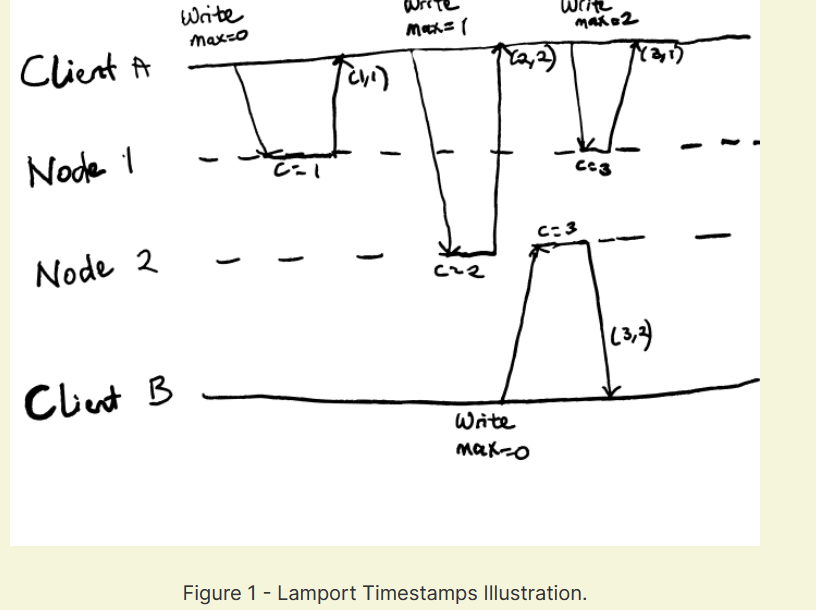 Write
max=0
Write
max=1
Write
max=2
Client A
(1,1)
(2,2)
(3,1)
Node 1
C=1
C=3
Node 2
C=2
C=3
(3,2)
Client B
Write
max=0
Figure 1 - Lamport Timestamps Illustration.